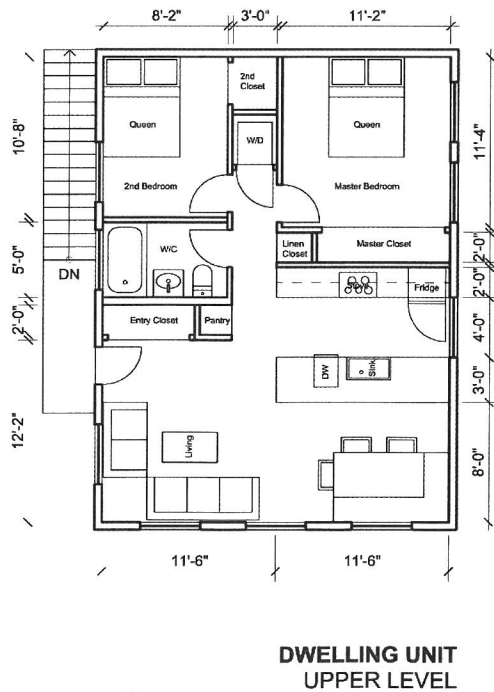 8'-2"
3'-0"
11'-2"
10'-8"
5'-0"
2'-0"
12'-2"
DN
2nd
Closet
Queen
W/D
Queen
2nd Bedroom
Master Bedroom
11'-4"
W/C
Linen
Closet
Master Closet
2'-0"
2'-0"
Fridge
Entry Closet
Pantry
4'-0"
DW
Sink
3'-0"
Living
8'-0"
11'-6"
11'-6"
DWELLING UNIT
UPPER LEVEL